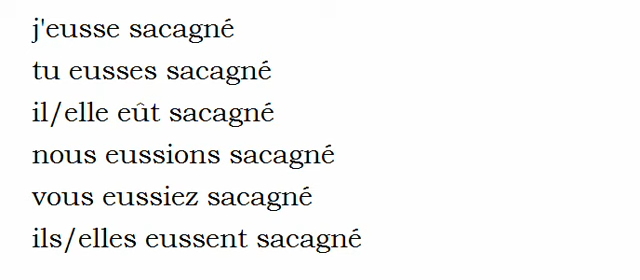 j'eusse sacagné
tu eusses sacagné
il/elle eût sacagné
nous eussions sacagné
vous eussiez sacagné
ils/elles eussent sacagné